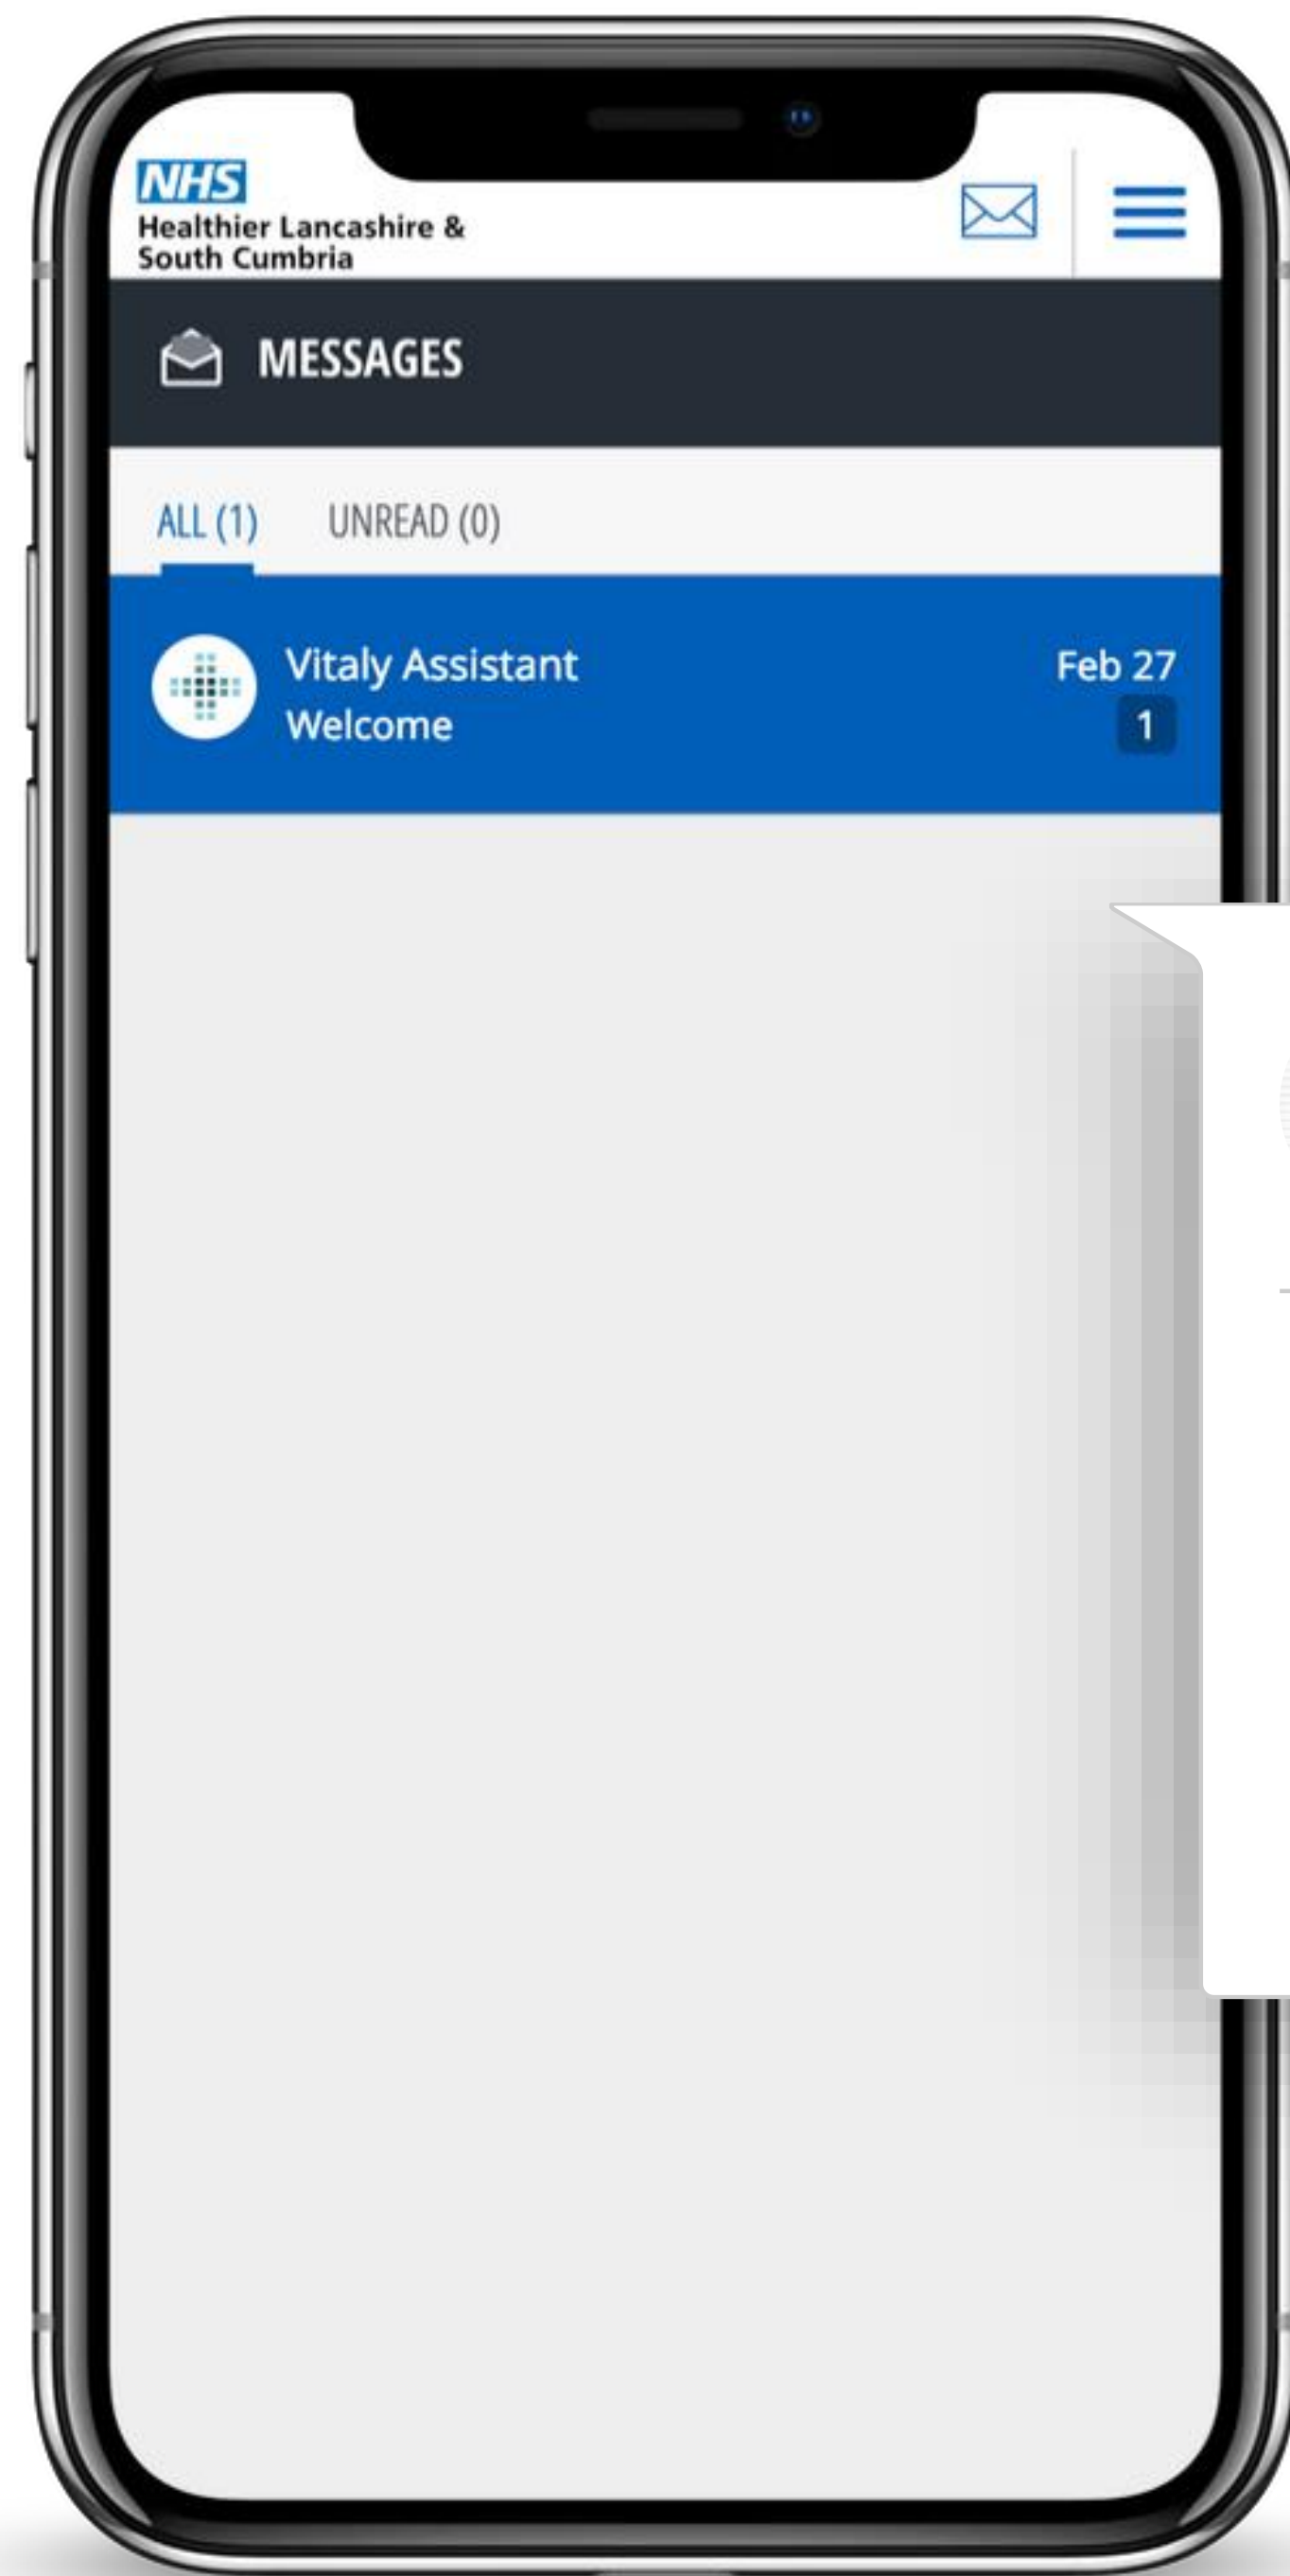 NHS
Healthier Lancashire &
South Cumbria
MESSAGES
ALL (1) UNREAD (0)
Vitaly Assistant Feb 27
Welcome 1